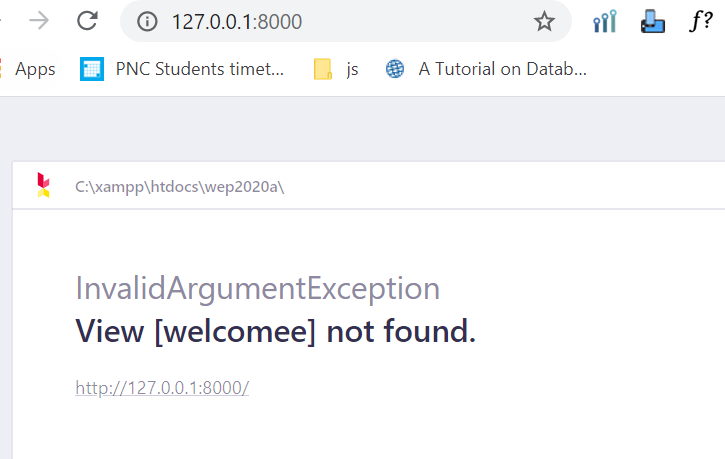 127.0.0.1:8000
f?
Apps PNC Students timet... js A Tutorial on Datab...
C:\xampp\htdocs\wep2020a\
InvalidArgumentException
View [welcomee] not found.
http://127.0.0.1:8000/